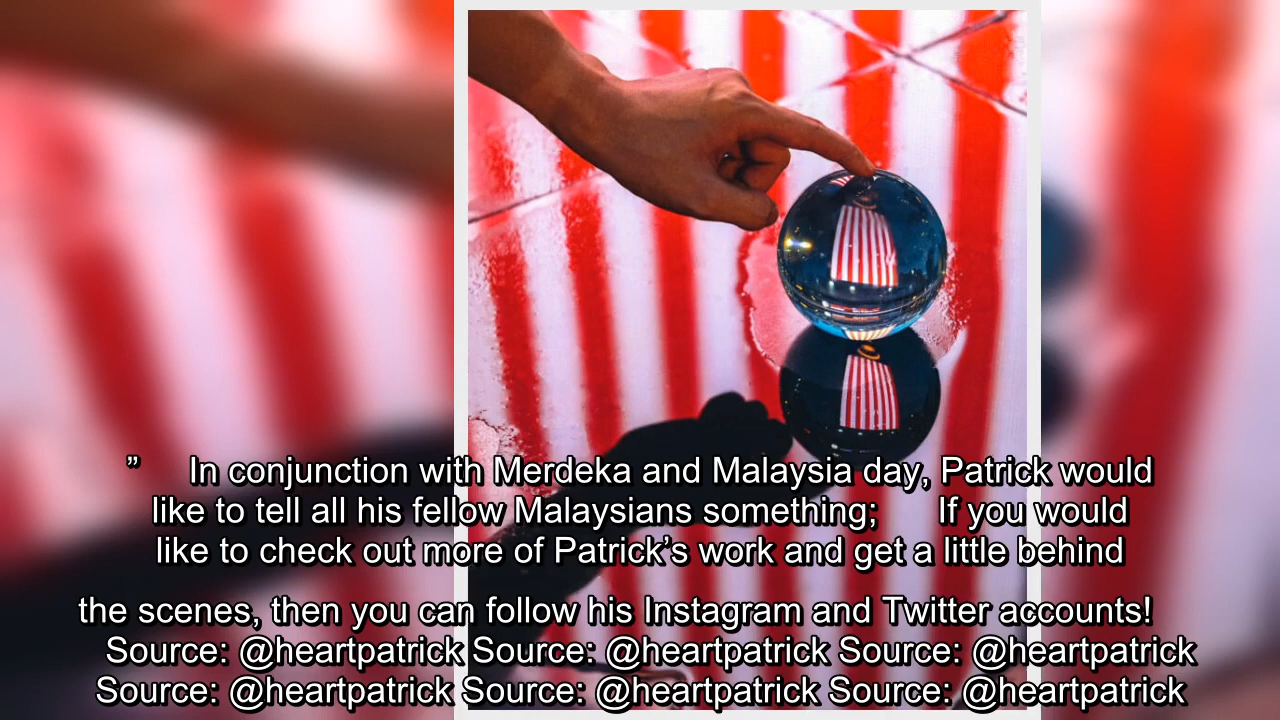 ” In conjunction with Merdeka and Malaysia day, Patrick would
like to tell all his fellow Malaysians something; If you would
like to check out more of Patrick’s work and get a little behind
the scenes, then you can follow his Instagram and Twitter accounts!
Source: @heartpatrick Source: @heartpatrick Source: @heartpatrick
Source: @heartpatrick Source: @heartpatrick Source: @heartpatrick